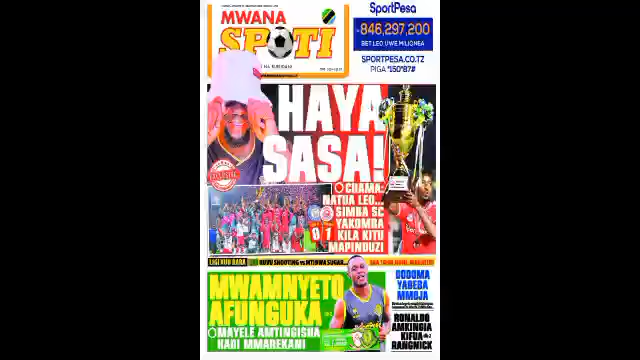 MWANA
SPOTI
SportPesa
846,297,200
BET LEO, UWE MILIONEA
SPORTPESA.CO.TZ
PIGA *150*87#
HAYA
SASA!
CHAMA:
NATUA LEO...
SIMBA SC
YAKOMBA
KILA KITU
MAPINDUZI
0 1
LIGI KUU BARA
RUVU SHOOTING vs MTIBWA SUGAR...
MWAMNYETO
AFUNGUKA
MAYELE AMTINGISHA
HADI MMAREKANI
DODOMA
YABEBA
MMOJA
RONALDO
AMKINGIA
KIFUA
RANGNICK